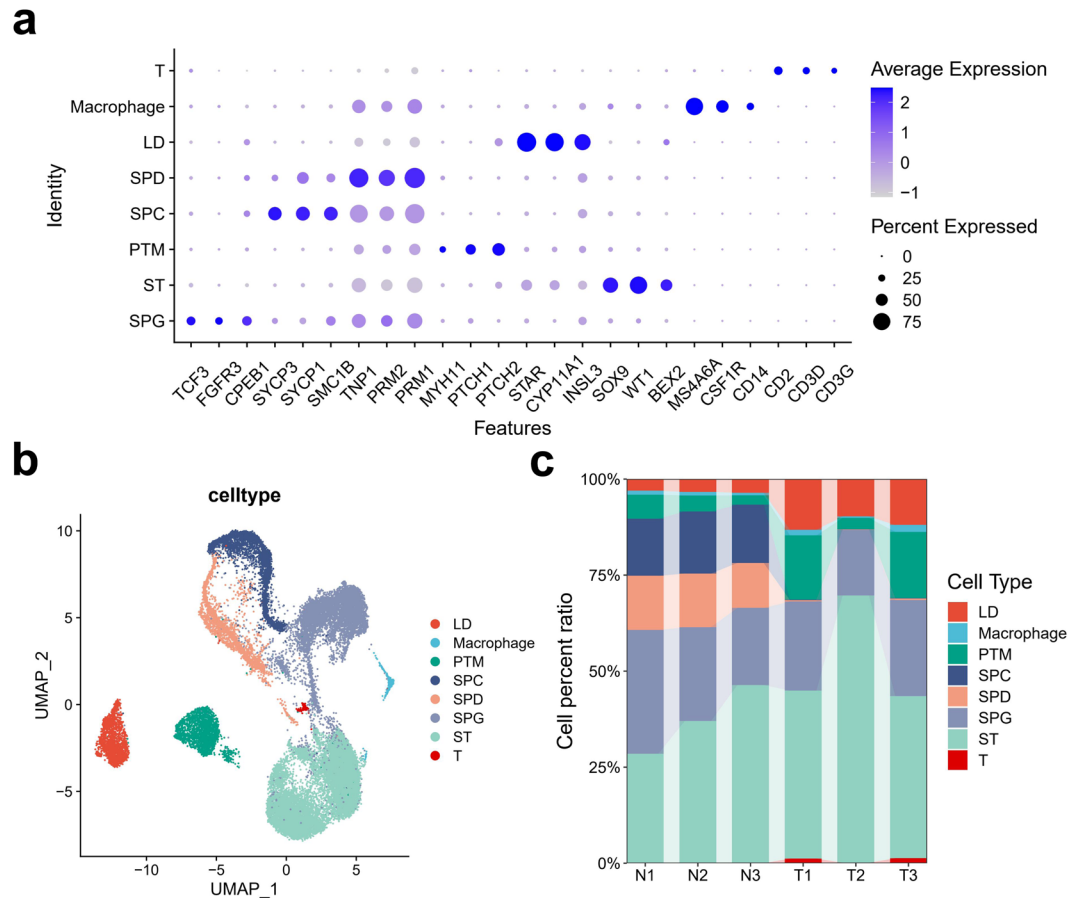 a
T
Macrophage
LD
SPD
SPC
PTM
ST
SPG
Identity
TCF3 FGFR3 CPEB1 SYCP3 SYCP1 SMC1B TNP1 PRM2 PRM1 MYH11 PTCH1 PTCH2 STAR CYP11A1 INSL3 SOX9 WT1 BEX2 MS4A6A CSF1R CD14 CD2 CD3D CD3G
Features
Average Expression
2
1
0
−1
Percent Expressed
0
25
50
75
b
celltype
10
5
0
−5
UMAP_2
−10 −5 0 5
UMAP_1
LD
Macrophage
PTM
SPC
SPD
SPG
ST
T
c
100%
75%
50%
25%
0%
Cell percent ratio
N1 N2 N3 T1 T2 T3
Cell Type
LD
Macrophage
PTM
SPC
SPD
SPG
ST
T